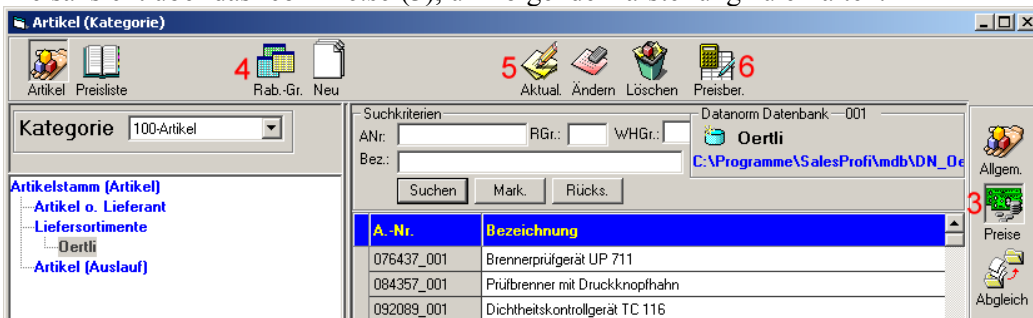 Artikel (Kategorie)
Artikel Preisliste 4 Rab.-Gr. Neu 5 Aktual. Ändern Löschen Preisber. 6
Kategorie 100-Artikel
Artikelstamm (Artikel)
Artikel o. Lieferant
Liefersortimente
Oertli
Artikel (Auslauf)
Suchkriterien
ANr.: RGr.: WHGr.:
Bez.:
Suchen Mark. Rücks.
Datanorm Datenbank 001
Oertli
C:\Programme\SalesProfi\mdb\DN_Oe
A.-Nr. Bezeichnung
076437_001 Brennerprüfgerät UP 711
084357_001 Prüfbrenner mit Druckknopfhahn
092089_001 Dichtheitskontrollgerät TC 116
Allgem.
3
Preise
Abgleich